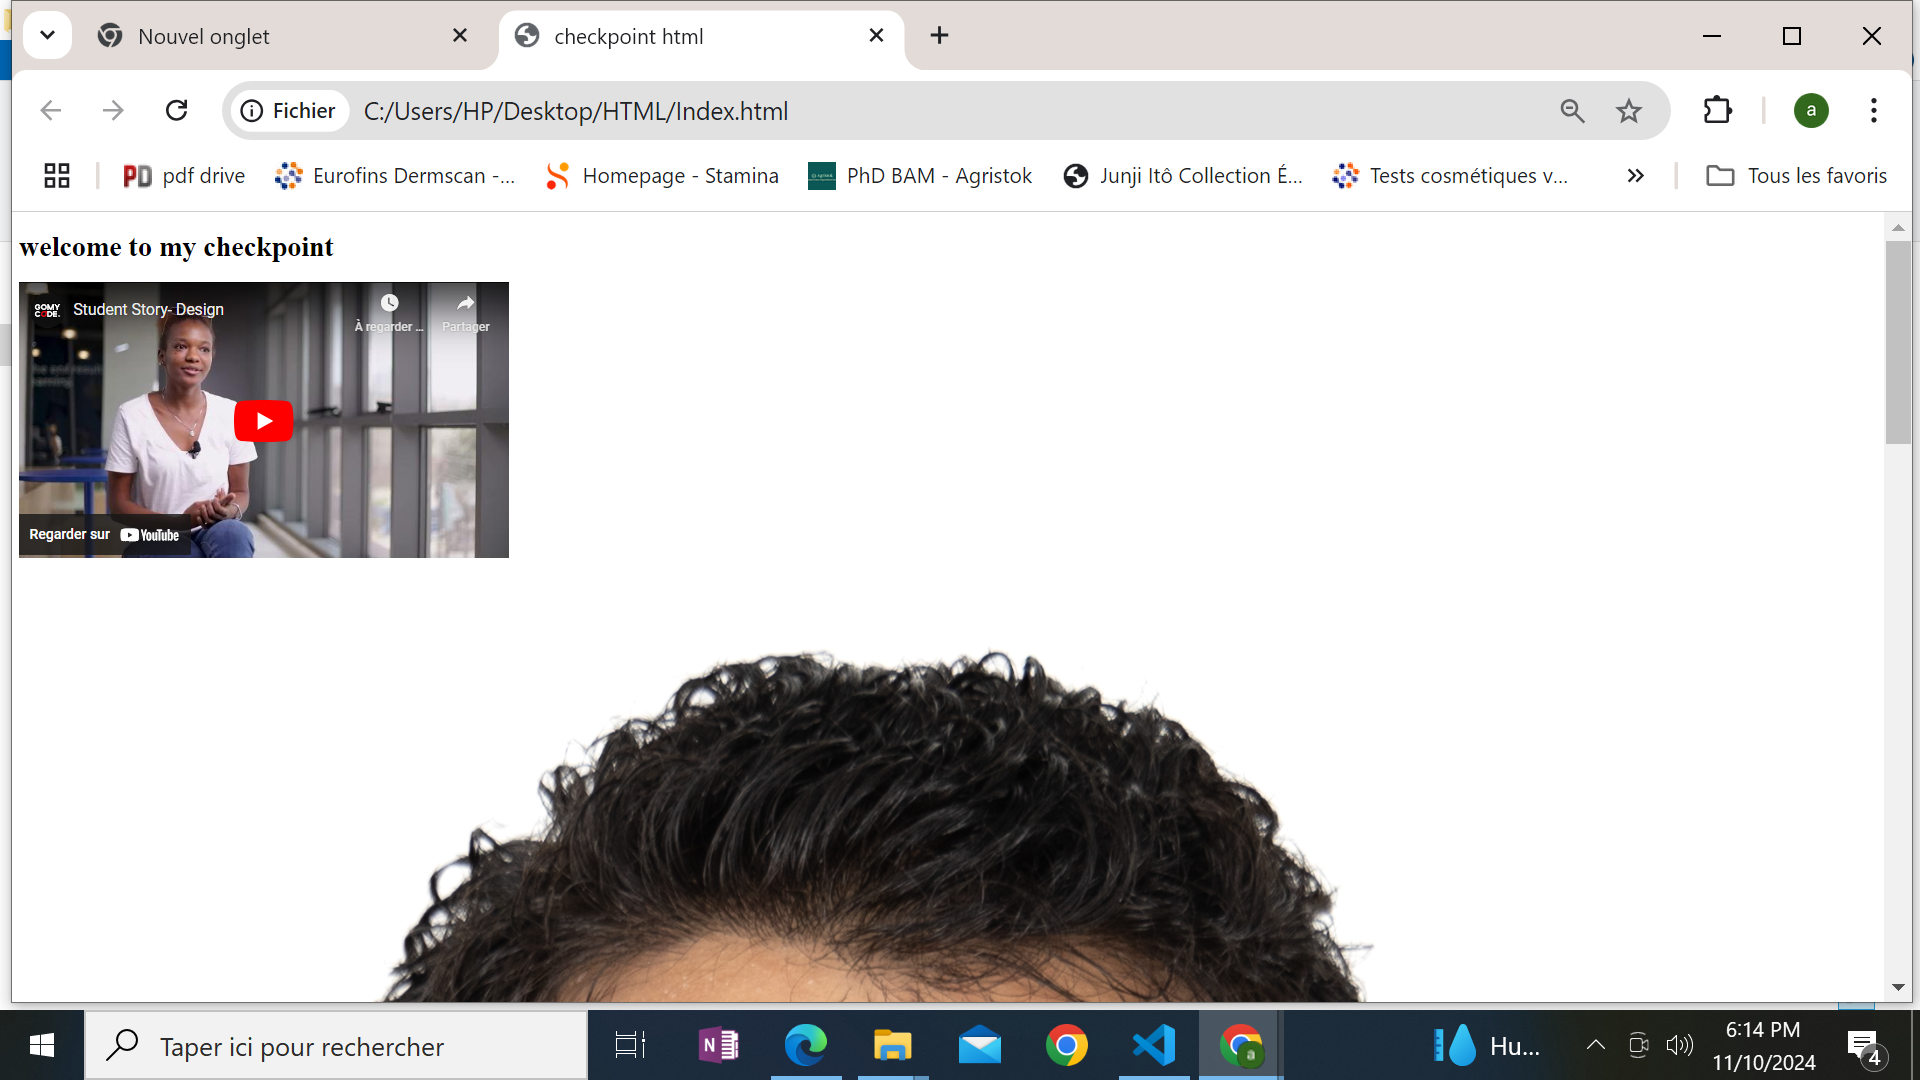 Nouvel onglet
checkpoint html
Fichier
C:/Users/HP/Desktop/HTML/Index.html
a
pdf drive
Eurofins Dermscan -...
Homepage - Stamina
PhD BAM - Agristok
Junji Itô Collection É...
Tests cosmétiques v...
Tous les favoris
welcome to my checkpoint
GOMY
CODE.
Student Story- Design
À regarder ...
Partager
Regarder sur
YouTube
Taper ici pour rechercher
a
Hu...
6:14 PM
11/10/2024
4